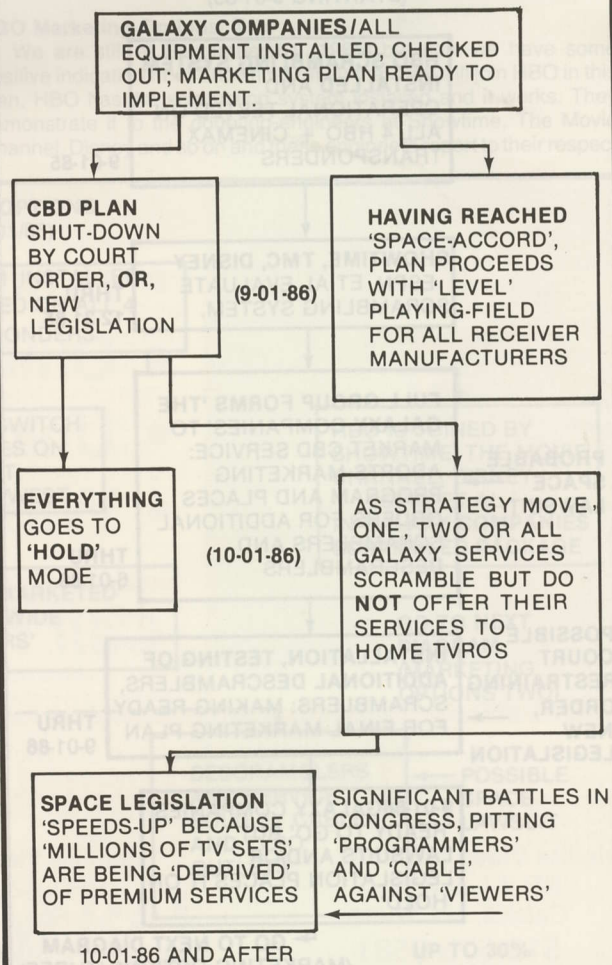 GALAXY COMPANIES/ALL
EQUIPMENT INSTALLED, CHECKED
OUT; MARKETING PLAN READY TO
IMPLEMENT.
CBD PLAN
SHUT-DOWN
BY COURT
ORDER, OR,
NEW
LEGISLATION
(9-01-86)
HAVING REACHED
'SPACE-ACCORD',
PLAN PROCEEDS
WITH 'LEVEL'
PLAYING-FIELD
FOR ALL RECEIVER
MANUFACTURERS
EVERYTHING
GOES TO
'HOLD'
MODE
(10-01-86)
AS STRATEGY MOVE,
ONE, TWO, OR ALL
GALAXY SERVICES
SCRAMBLE BUT DO
NOT OFFER THEIR
SERVICES TO
HOME TVROS
SPACE LEGISLATION
'SPEEDS-UP' BECAUSE
'MILLIONS OF TV SETS'
ARE BEING 'DEPRIVED'
OF PREMIUM SERVICES
SIGNIFICANT BATTLES IN
CONGRESS, PITTING
'PROGRAMMERS'
AND 'CABLE,'
AGAINST 'VIEWERS'
10-01-86 AND AFTER